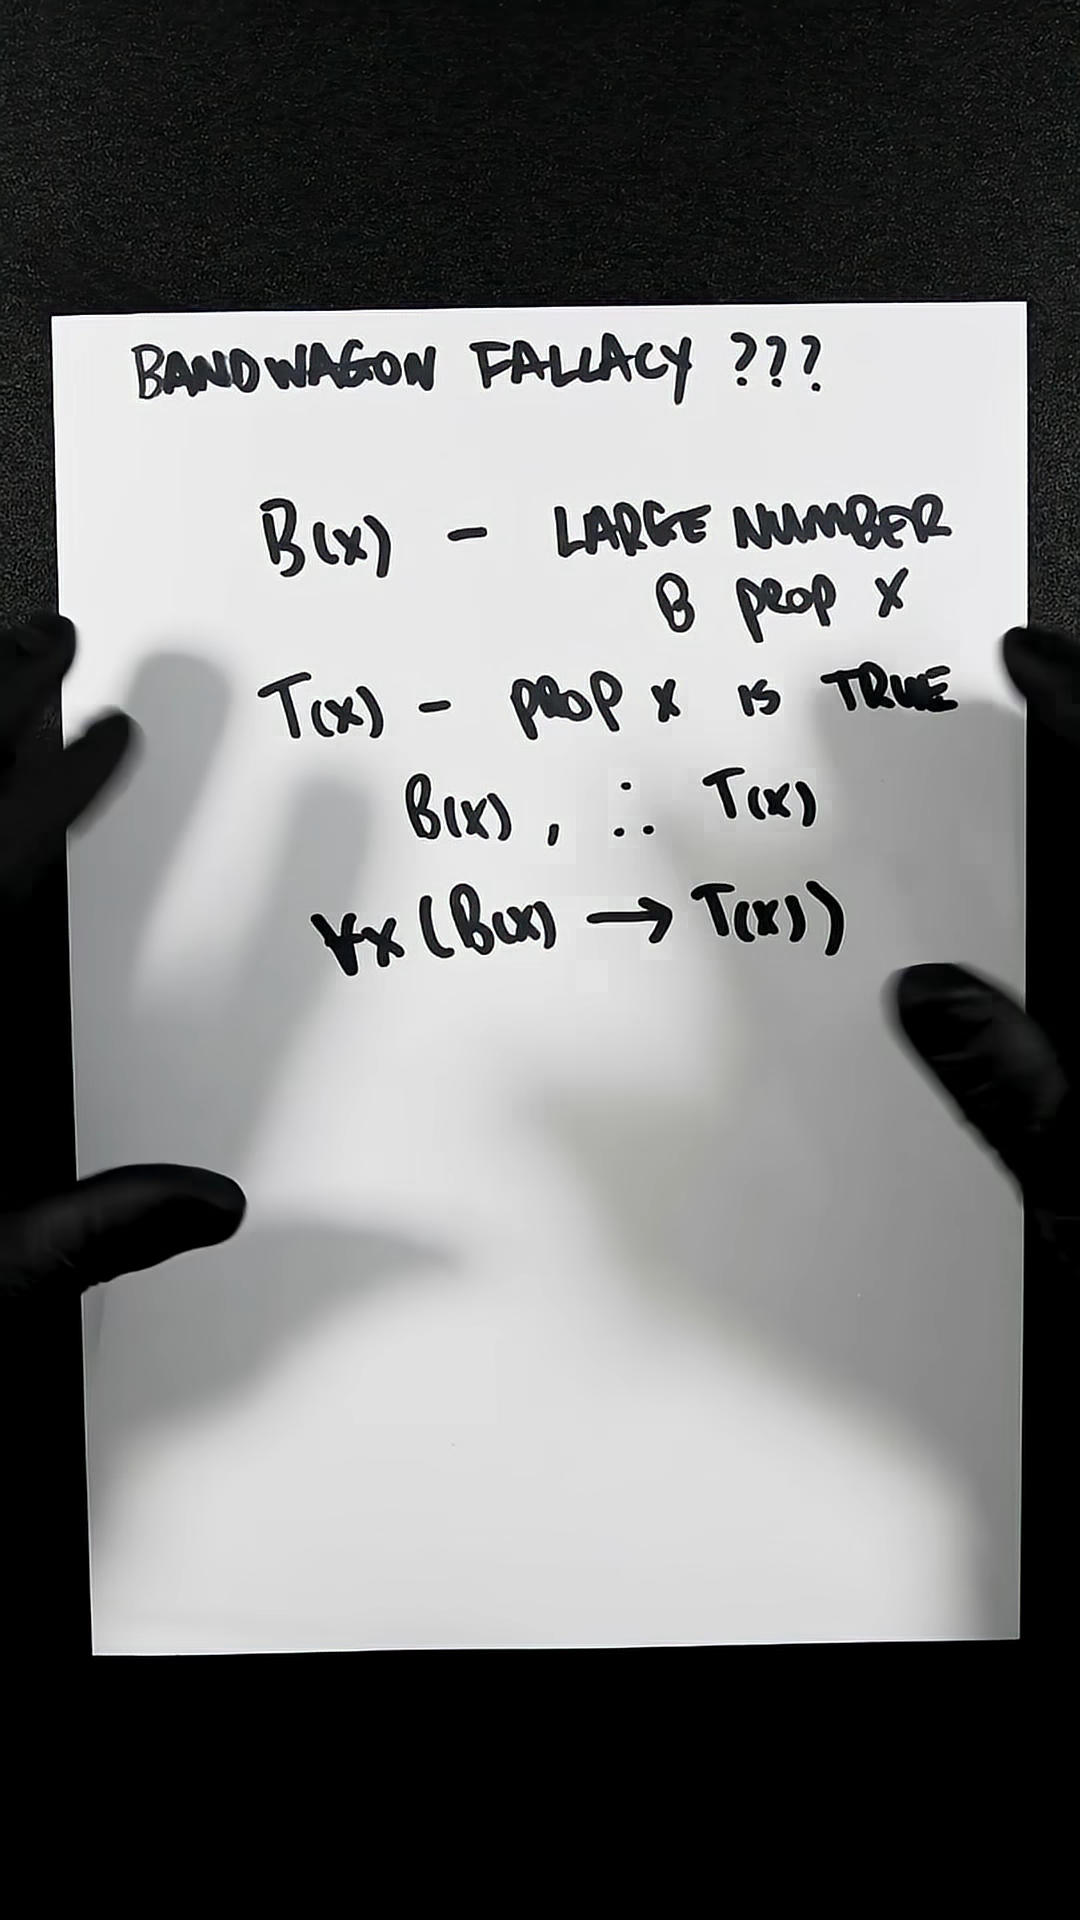 BANDWAGON FALLACY ???
B(x) - LARGE NUMBER
B prop x
T(x) - PROP x is TRUE
B(x), ∴ T(x)
∀x (B(x) → T(x))